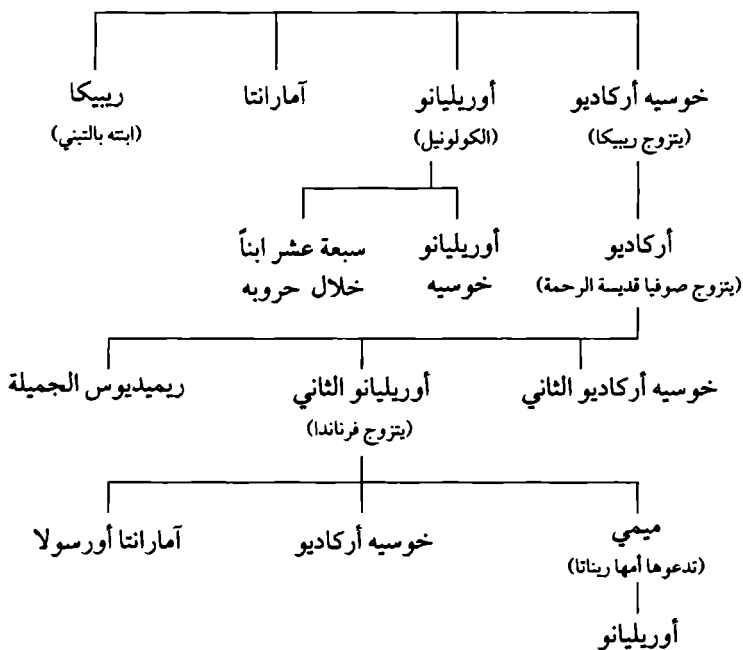 خوسيه أركاديو
(يتزوج ريبيكا)
أوريليانو
(الكولونيل)
آمارانتا
ريبيكا
(ابنته بالتبني)
أركاديو
(يتزوج صوفيا قديسة الرحمة)
أوريليانو
خوسيه
سبعة عشر ابناً
خلال حروبه
خوسيه أركاديو الثاني
أوريليانو الثاني
(يتزوج فرناندا)
ريميديوس الجميلة
ميمي
(تدعوها أمها ريناتا)
خوسيه أركاديو
آمارانتا أورسولا
أوريليانو